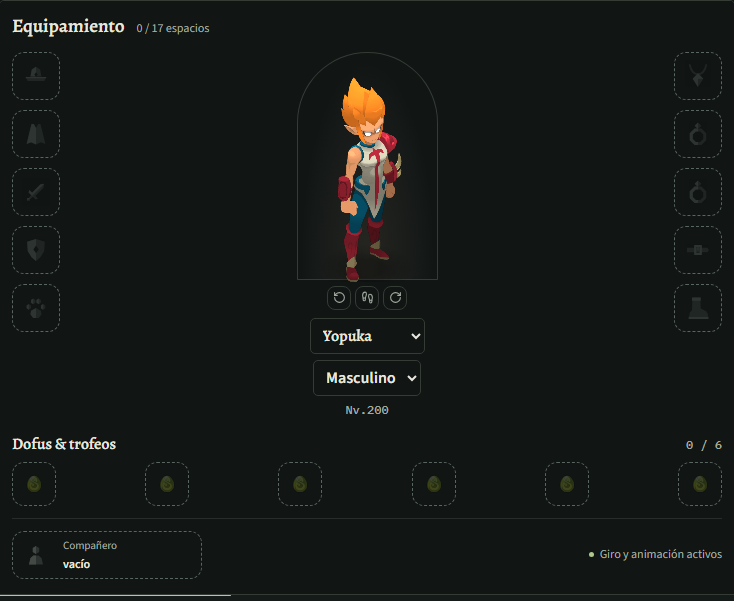 Equipamiento 0 / 17 espacios
Yopuka
Masculino
Nv.200
Dofus & trofeos 0 / 6
Compañero
vacío
Giro y animación activos